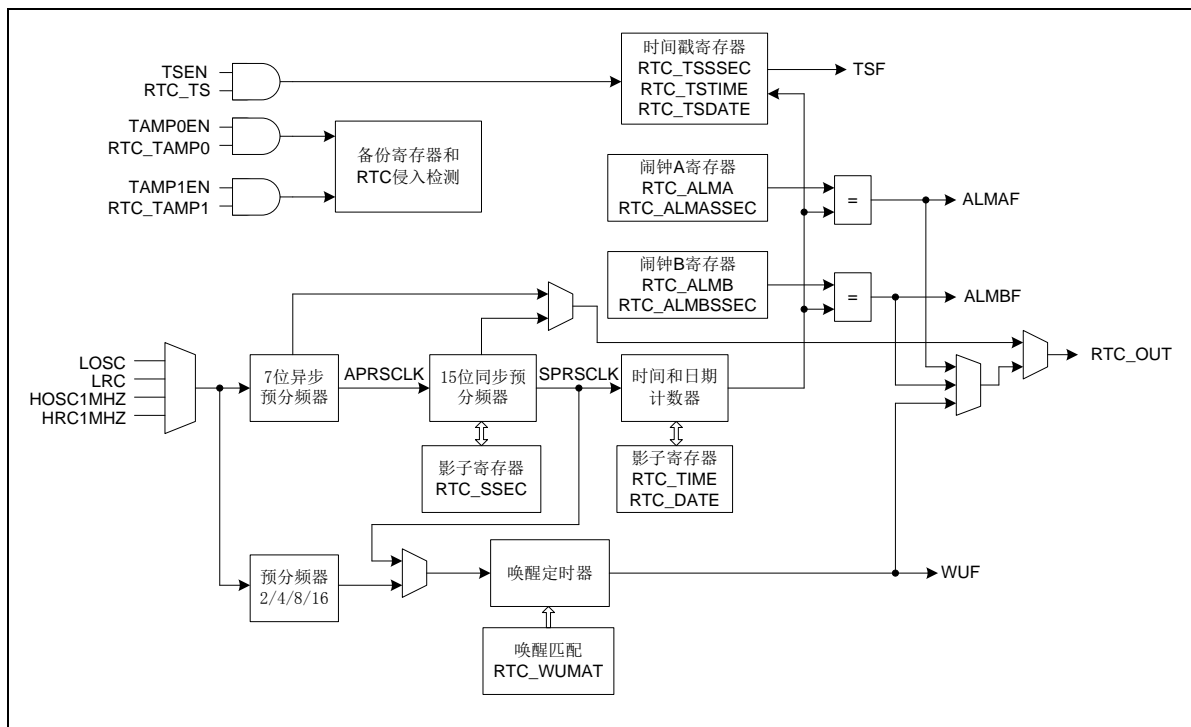 TSEN
RTC_TS
时间戳寄存器
RTC_TSSSEC
RTC_TSTIME
RTC_TSDATE
TSF
TAMP0EN
RTC_TAMP0
TAMP1EN
RTC_TAMP1
备份寄存器和
RTC侵入检测
闹钟A寄存器
RTC_ALMA
RTC_ALMASSEC
=
ALMAF
闹钟B寄存器
RTC_ALMB
RTC_ALMBSSEC
=
ALMBF
LOSC
LRC
HOSC1MHZ
HRC1MHZ
7位异步
预分频器
APRSCLK
15位同步预
分频器
SPRSCLK
时间和日期
计数器
RTC_OUT
影子寄存器
RTC_SSEC
影子寄存器
RTC_TIME
RTC_DATE
预分频器
2/4/8/16
唤醒定时器
WUF
唤醒匹配
RTC_WUMAT